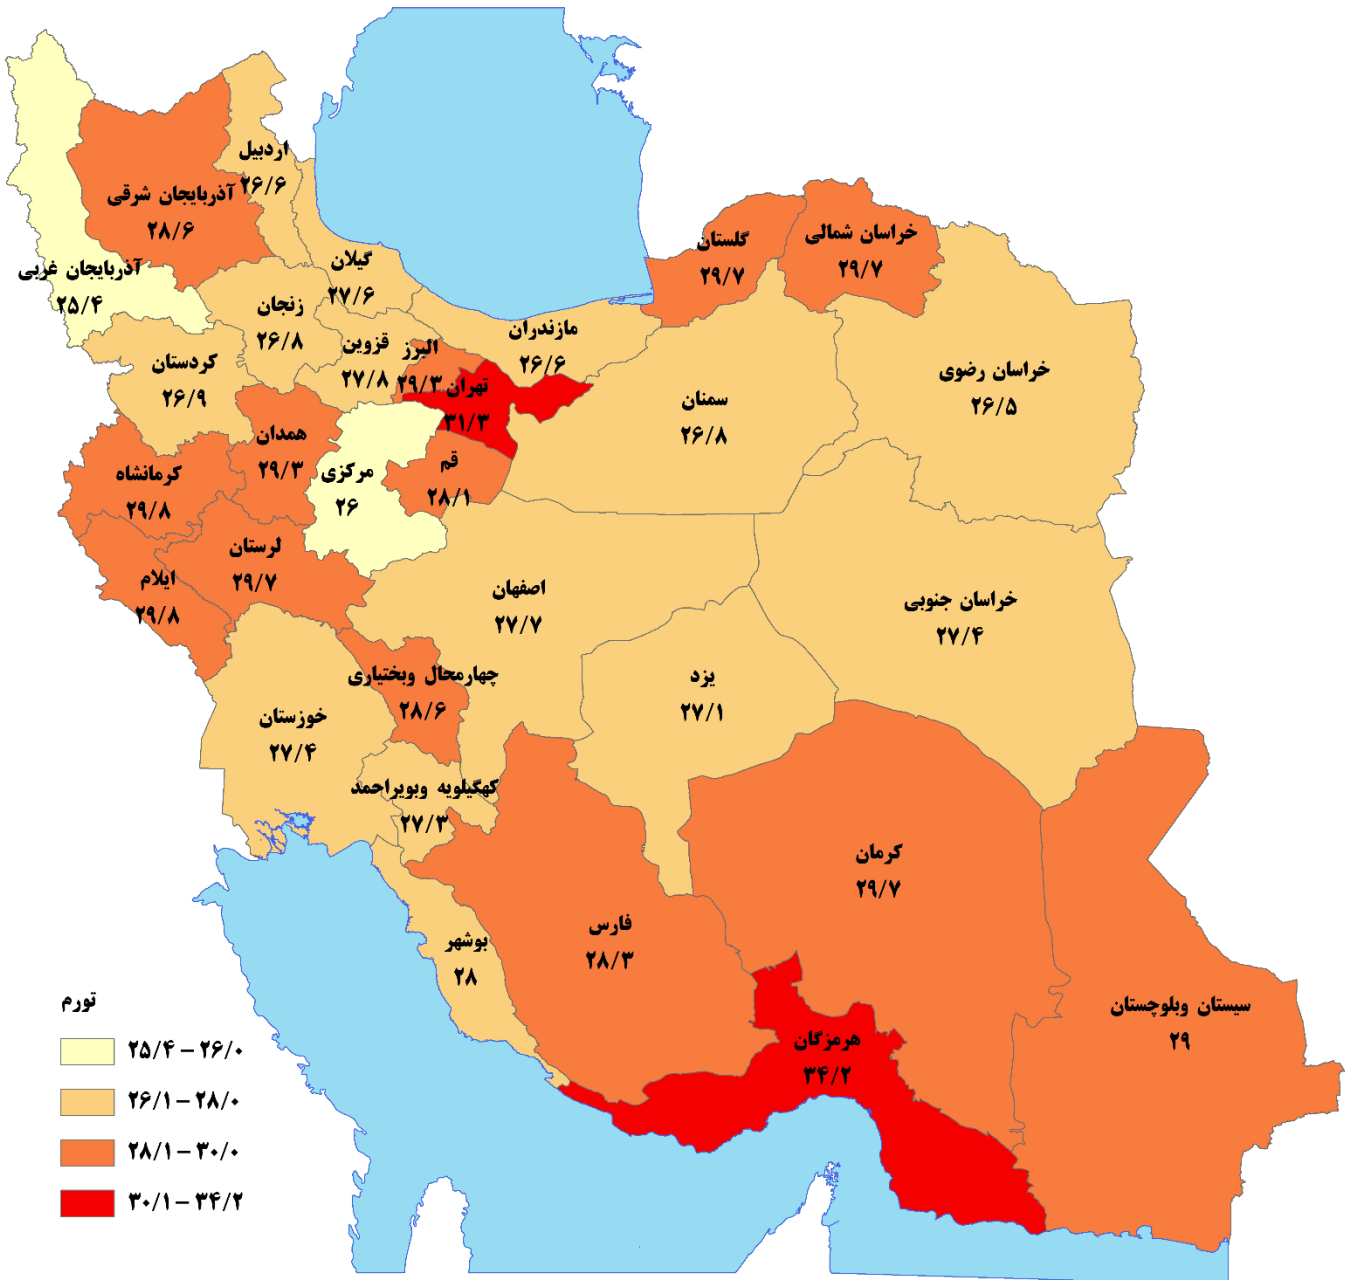 اردبیل
۲۶/۶
آذربایجان شرقی
۲۸/۶
آذربایجان غربی
۲۵/۴
گیلان
۲۷/۶
زنجان
۲۶/۸
گلستان
۲۹/۷
خراسان شمالی
۲۹/۷
مازندران
۲۶/۶
قزوین
۲۷/۸
البرز
۲۹/۳
تهران
۳۱/۳
کردستان
۲۶/۹
خراسان رضوی
۲۶/۵
سمنان
۲۶/۸
همدان
۲۹/۳
مرکزی
۲۶
قم
۲۸/۱
کرمانشاه
۲۹/۸
لرستان
۲۹/۷
ایلام
۲۹/۸
اصفهان
۲۷/۷
خراسان جنوبی
۲۷/۴
چهارمحال وبختیاری
۲۸/۶
یزد
۲۷/۱
خوزستان
۲۷/۴
کهگیلویه وبویراحمد
۲۷/۳
کرمان
۲۹/۷
فارس
۲۸/۳
بوشهر
۲۸
سیستان وبلوچستان
۲۹
هرمزگان
۳۴/۲
تورم
۲۵/۴ – ۲۶/۰
۲۶/۱ – ۲۸/۰
۲۸/۱ – ۳۰/۰
۳۰/۱ – ۳۴/۲